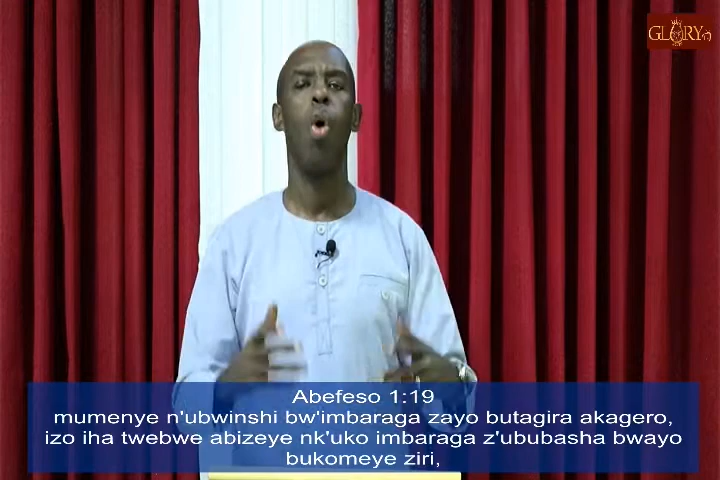 GLORY
Abefeso 1:19
mumenye n'ubwinshi bw'imbaraga zayo butagira akagero,
izo iha twebwe abizeye nk'uko imbaraga z'ububasha bwayo
bukomeye ziri,